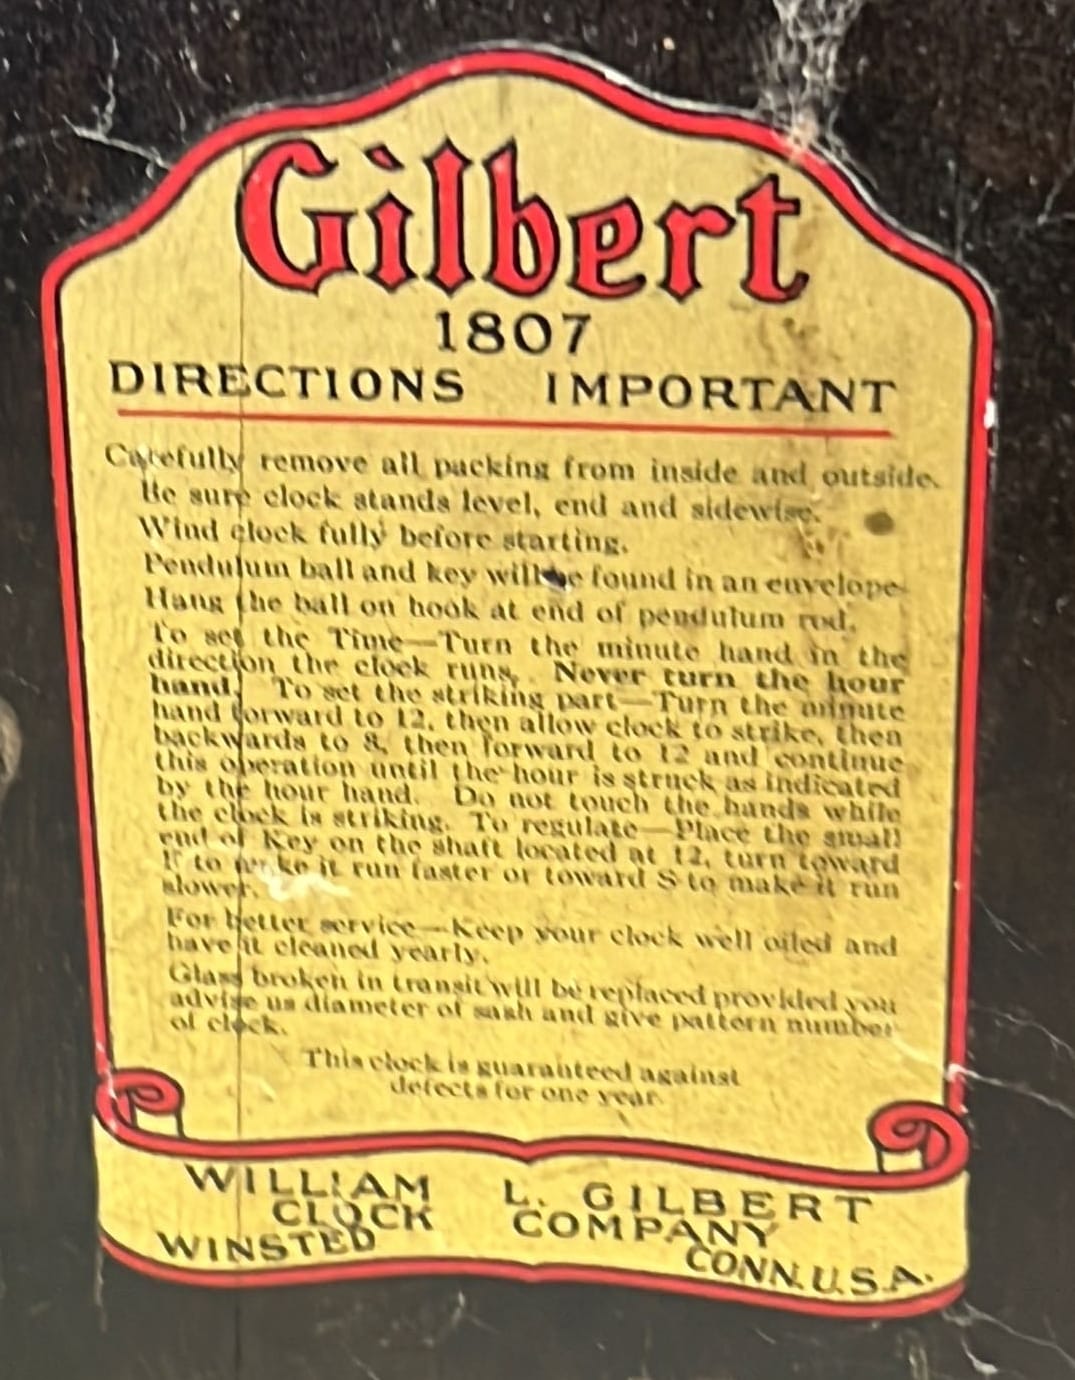 Gilbert
1807
DIRECTIONS IMPORTANT
Carefully remove all packing from inside and outside.
Be sure clock stands level, end and sidewise.
Wind clock fully before starting.
Pendulum ball and key will be found in an envelope
Hang the ball on hook at end of pendulum rod.
To set the Time—Turn the minute hand in the
direction the clock runs. Never turn the hour
hand. To set the striking part—Turn the minute
hand forward to 12, then allow clock to strike, then
backwards to 8, then forward to 12 and continue
this operation until the hour is struck as indicated
by the hour hand. Do not touch the hands while
the clock is striking. To regulate—Place the small
end of Key on the shaft located at 12, turn toward
F to make it run faster or toward S to make it run
slower.
For better service—Keep your clock well oiled and
have it cleaned yearly.
Glass broken in transit will be replaced provided you
advise us diameter of sash and give pattern number
of clock.
This clock is guaranteed against
defects for one year.
WILLIAM L. GILBERT
CLOCK COMPANY
WINSTED CONN. U.S.A.